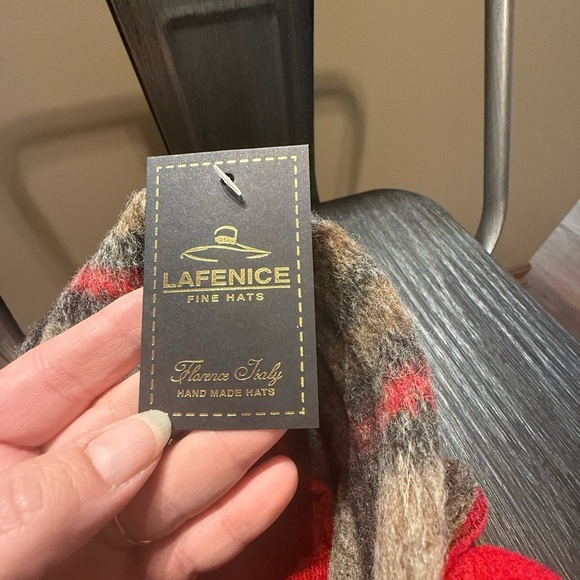 LAFENICE
FINE HATS
Florence Italy
HAND MADE HATS